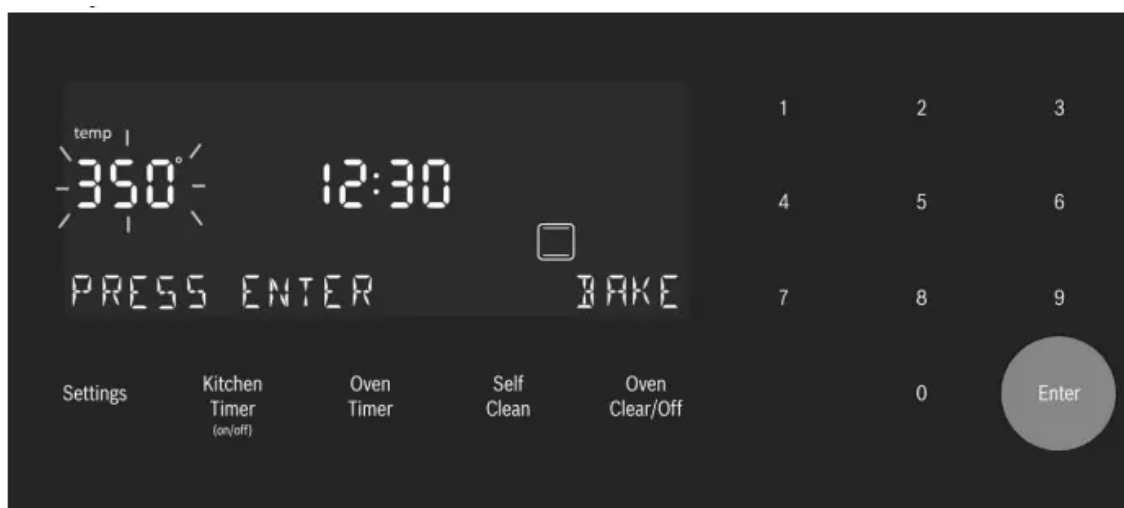 temp
350° 12:30
PRESS ENTER BAKE
1 2 3
4 5 6
7 8 9
0 Enter
Settings
Kitchen Timer (on/off)
Oven Timer
Self Clean
Oven Clear/Off